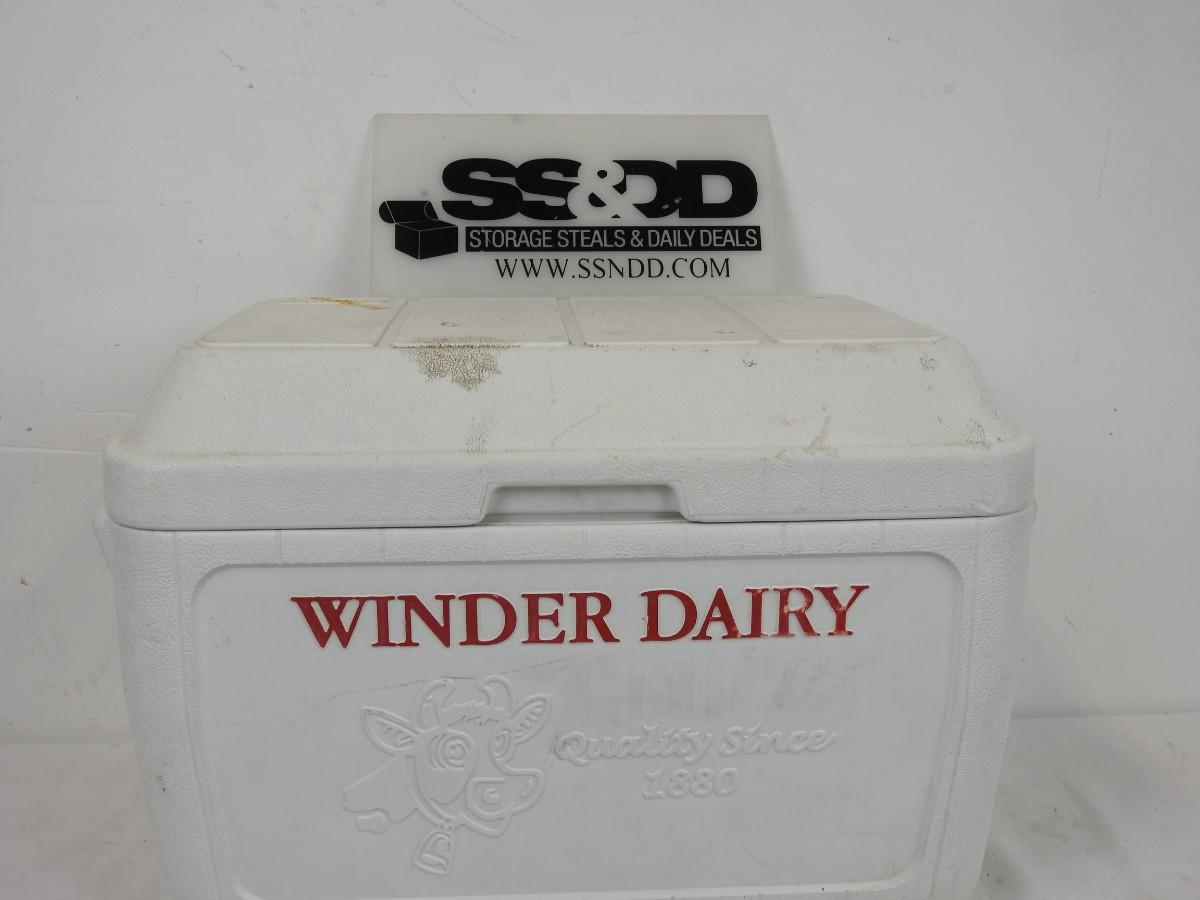 SS&DD
STORAGE STEALS & DAILY DEALS
WWW.SSNDD.COM
WINDER DAIRY
Quality Since
1880